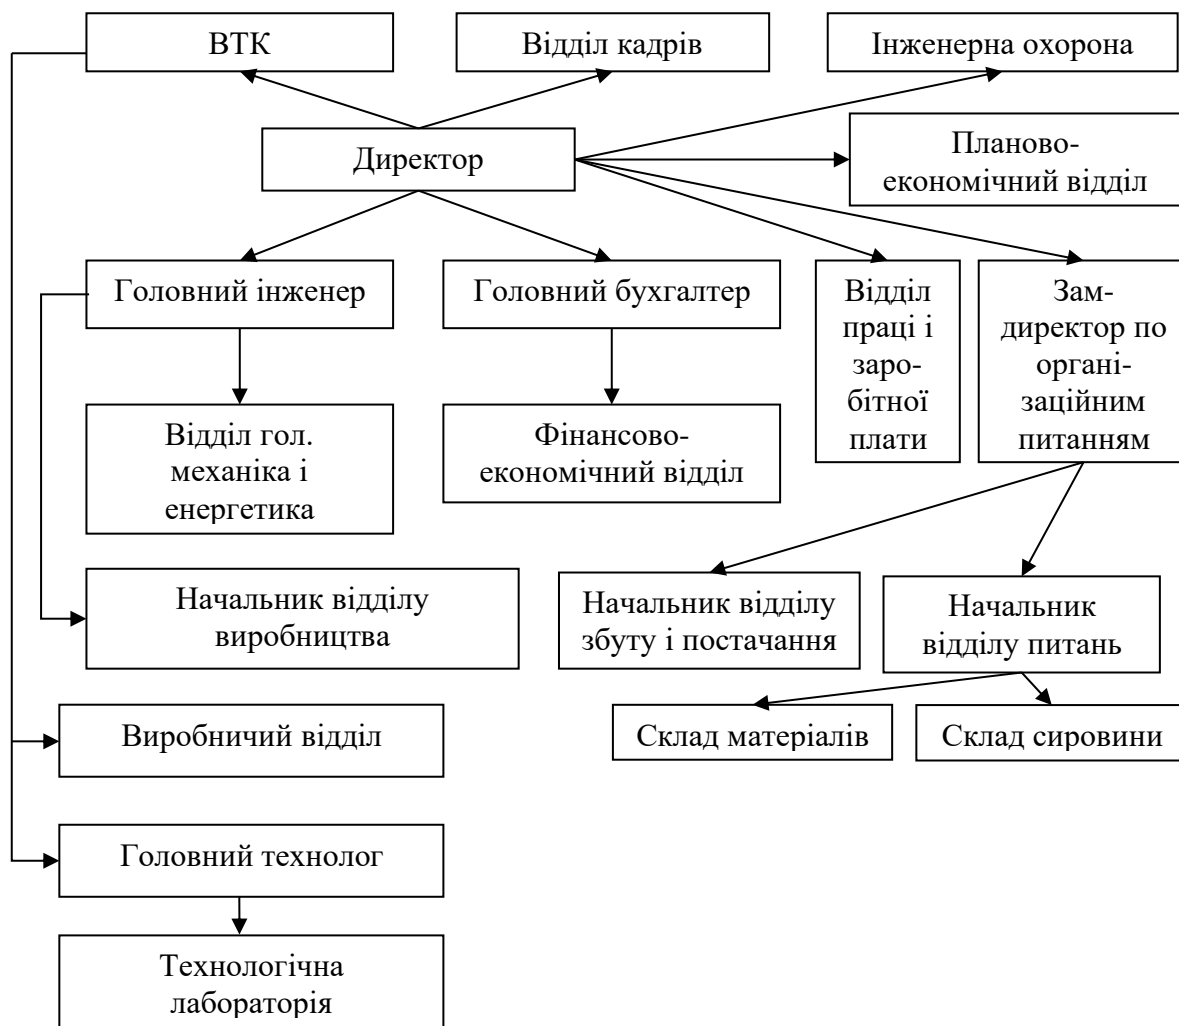 ВТК
Відділ кадрів
Інженерна охорона
Директор
Планово-
економічний відділ
Головний інженер
Головний бухгалтер
Відділ
праці і
заро-
бітної
плати
Зам-
директор по
органі-
заційним
питанням
Відділ гол.
механіка і
енергетика
Фінансово-
економічний відділ
Начальник відділу
виробництва
Начальник відділу
збуту і постачання
Начальник
відділу питань
Виробничий відділ
Склад матеріалів
Склад сировини
Головний технолог
Технологічна
лабораторія